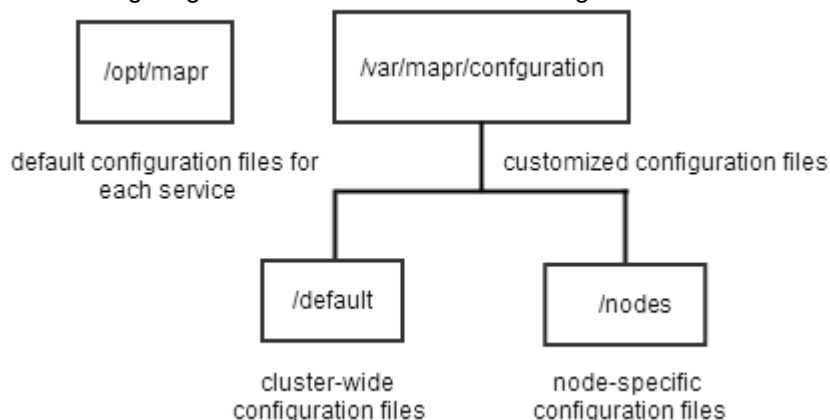 /opt/mapr
/var/mapr/confguration
default configuration files for
each service
customized configuration files
/default
/nodes
cluster-wide
configuration files
node-specific
configuration files